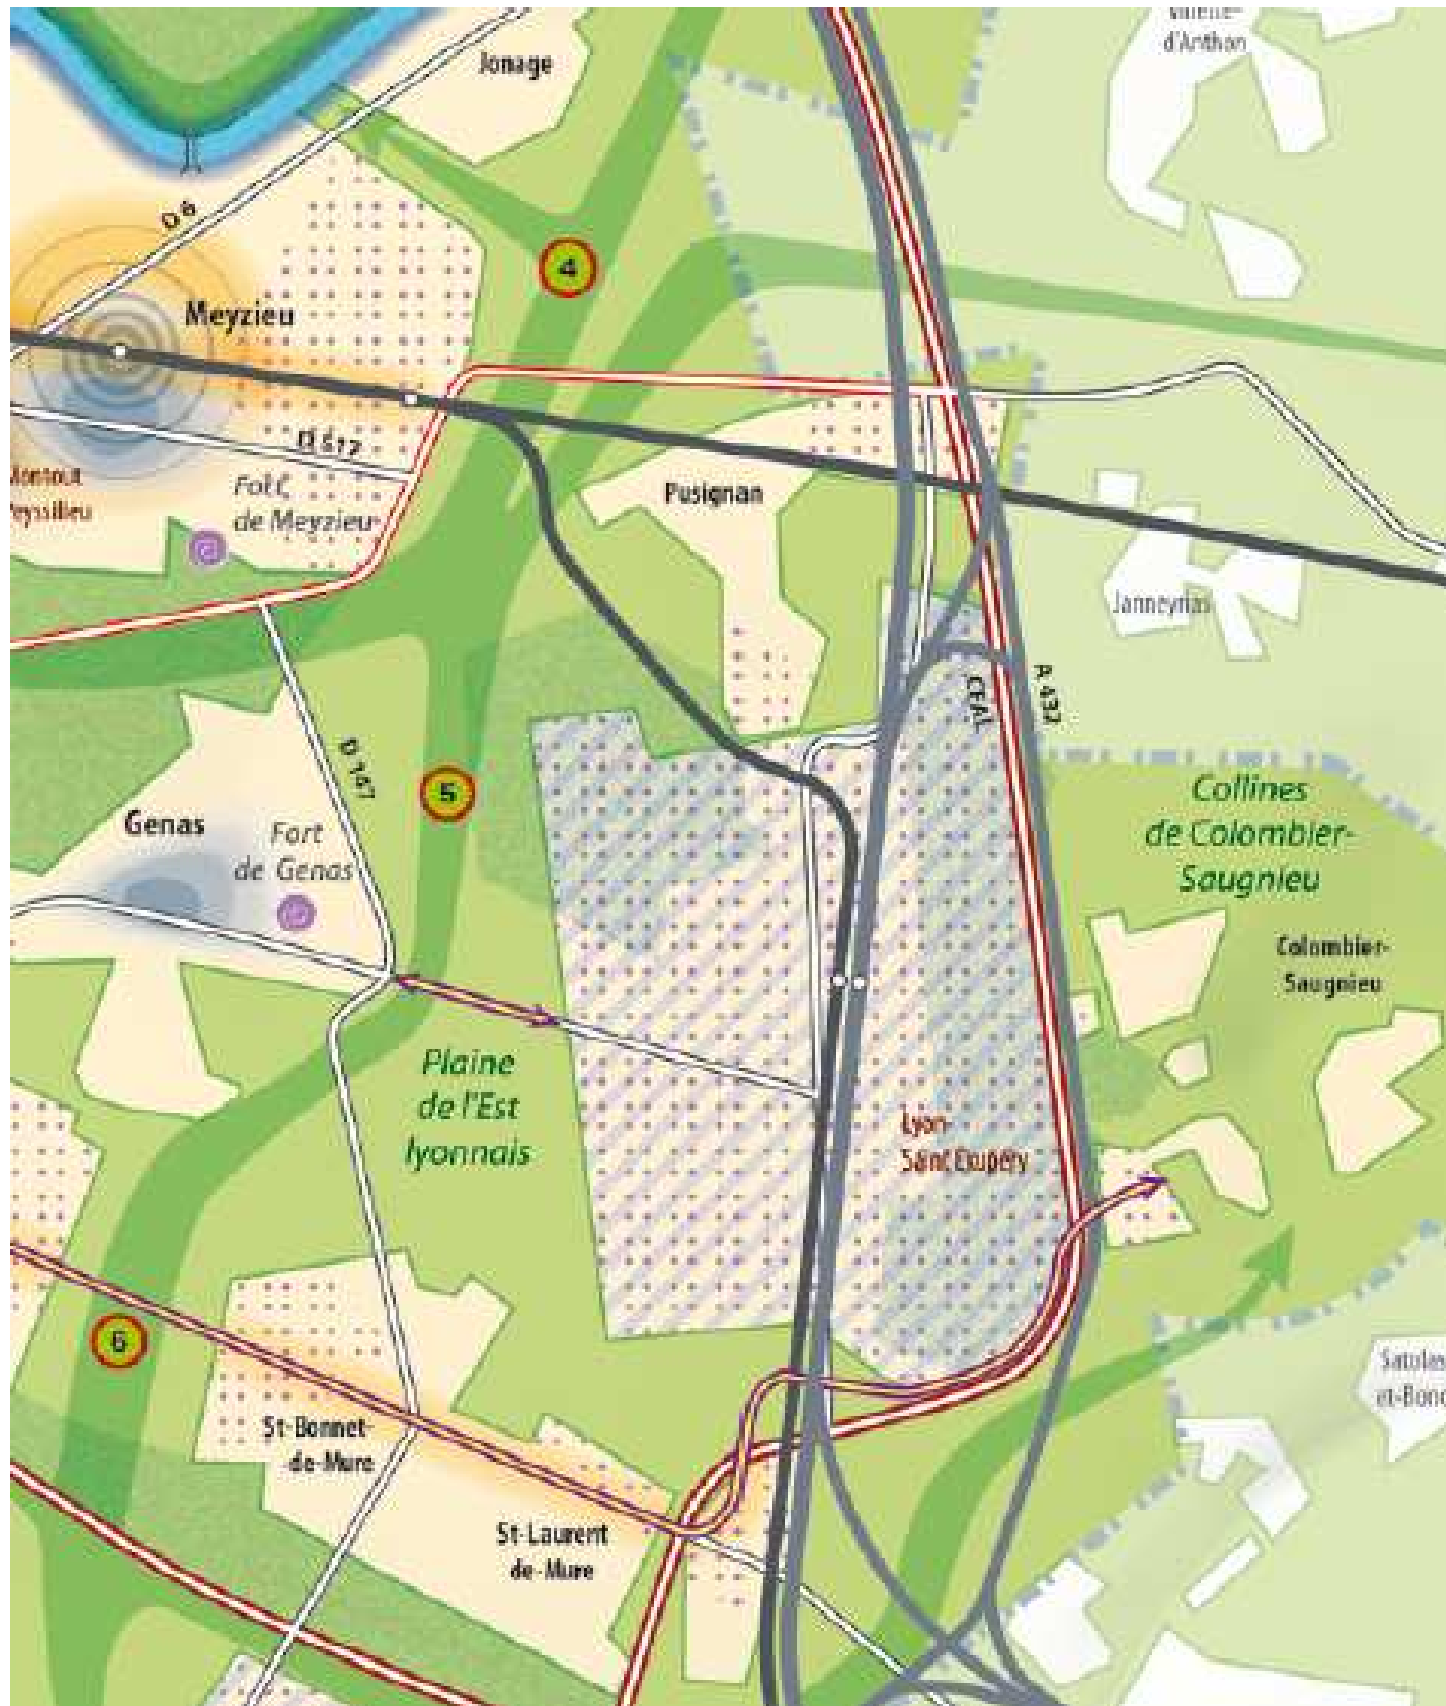 d'Anthon
Jonage
D 6
4
Meyzieu
D 517
Fort
de Meyzieu
Pusignan
Janneyrias
CFAL
A 432
D 147
5
Genas
Fort
de Genas
Collines
de Colombier-
Saugnieu
Colombier-
Saugnieu
Plaine
de l'Est
lyonnais
Lyon-
Saint Exupéry
6
St-Bonnet-
de-Mure
St-Laurent
de-Mure